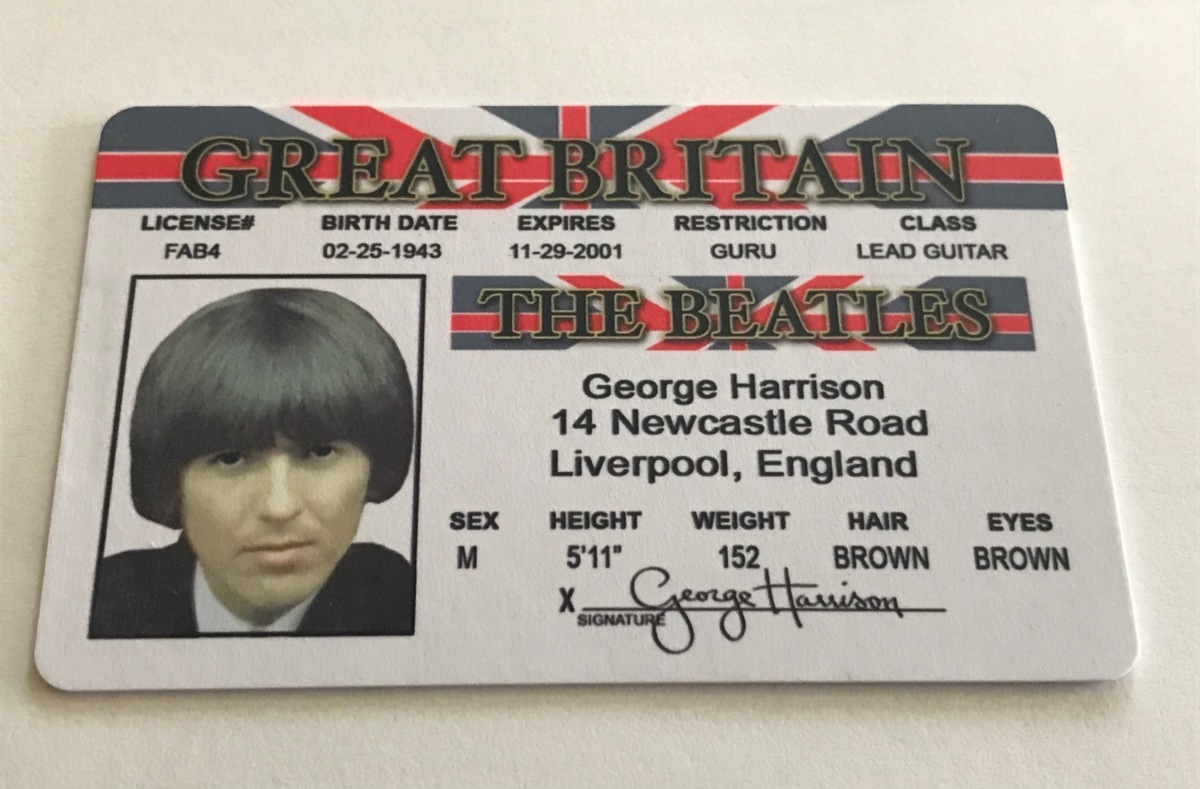 GREAT BRITAIN
LICENSE# BIRTH DATE EXPIRES RESTRICTION CLASS
FAB4 02-25-1943 11-29-2001 GURU LEAD GUITAR
THE BEATLES
George Harrison
14 Newcastle Road
Liverpool, England
SEX HEIGHT WEIGHT HAIR EYES
M 5'11" 152 BROWN BROWN
X George Harrison
SIGNATURE